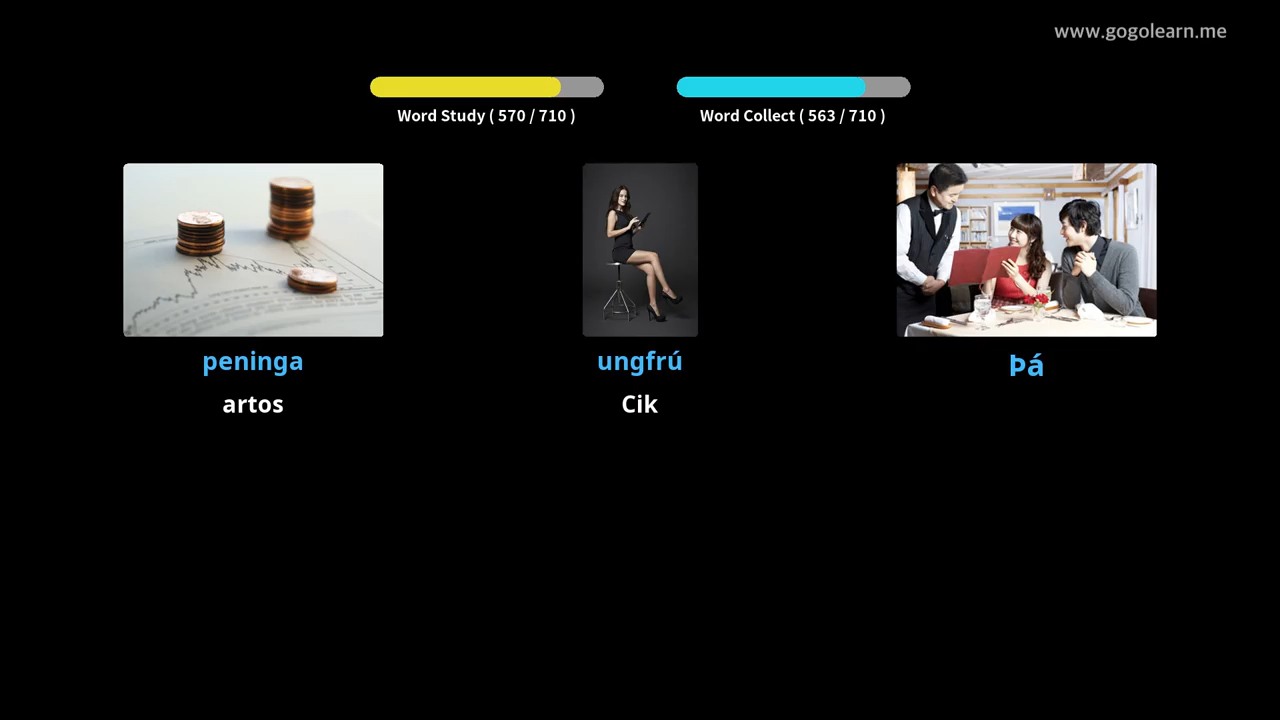 www.gogolearn.me
Word Study ( 570 / 710 )
Word Collect ( 563 / 710 )
peninga
ungfrú
Þá
artos
Cik